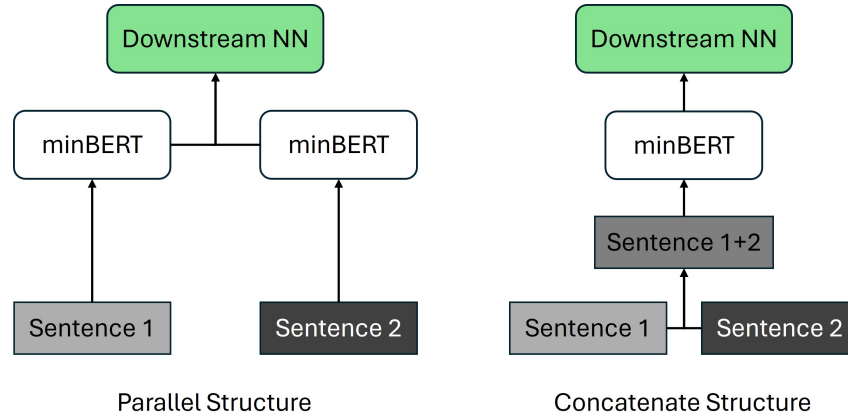 Downstream NN
minBERT
minBERT
Sentence 1
Sentence 2
Parallel Structure
Downstream NN
minBERT
Sentence 1+2
Sentence 1
Sentence 2
Concatenate Structure